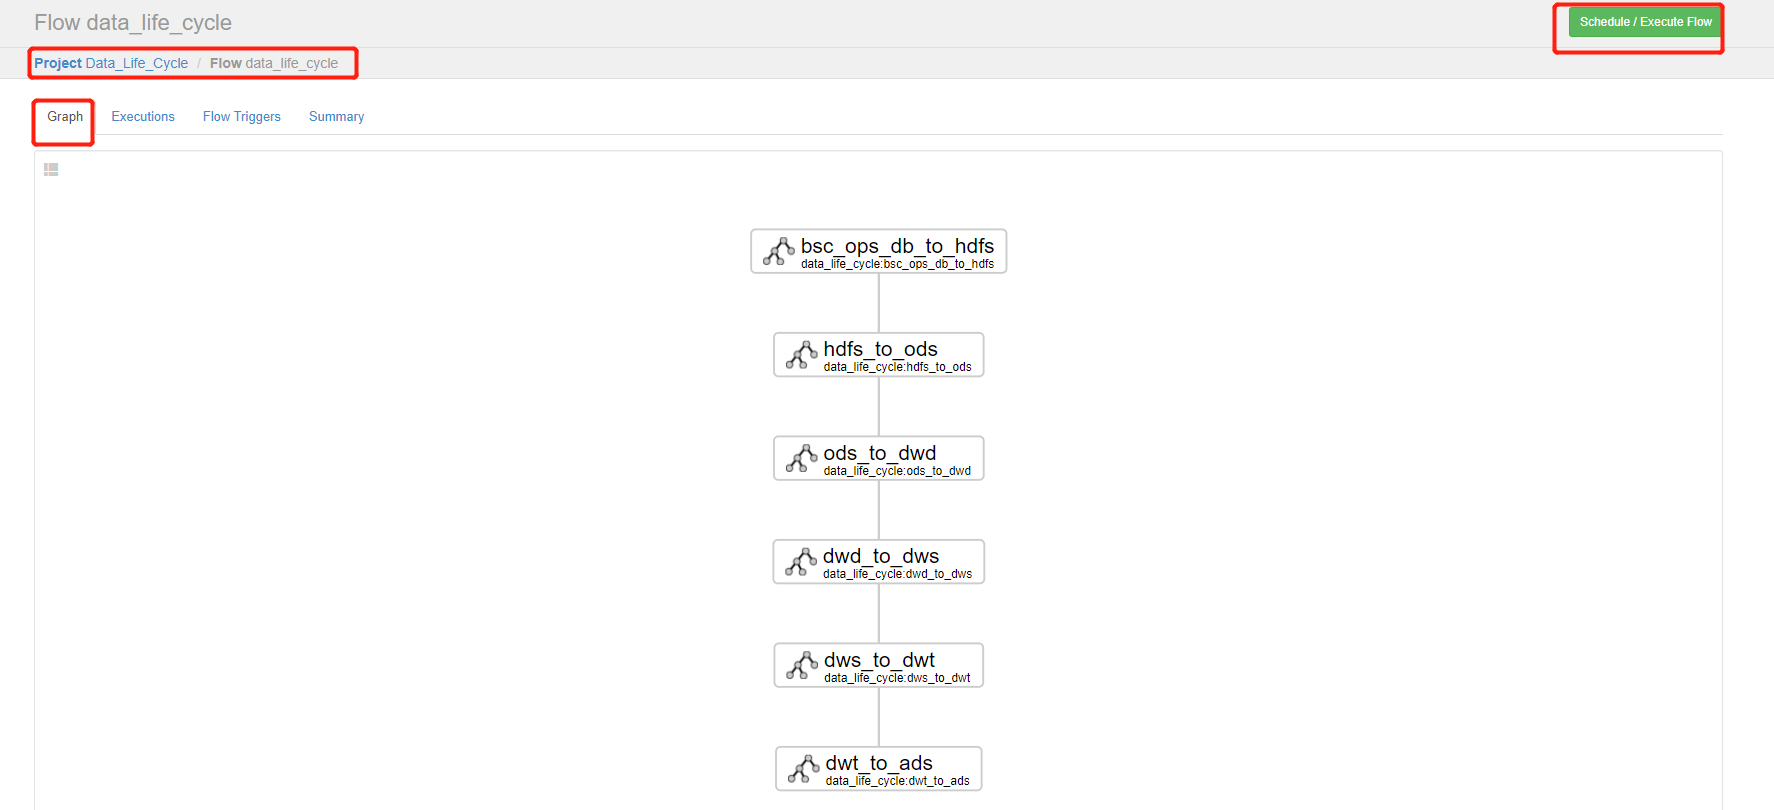 Flow data_life_cycle
Schedule / Execute Flow
Project Data_Life_Cycle / Flow data_life_cycle
Graph Executions Flow Triggers Summary
bsc_ops_db_to_hdfs
data_life_cycle:bsc_ops_db_to_hdfs
hdfs_to_ods
data_life_cycle:hdfs_to_ods
ods_to_dwd
data_life_cycle:ods_to_dwd
dwd_to_dws
data_life_cycle:dwd_to_dws
dws_to_dwt
data_life_cycle:dws_to_dwt
dwt_to_ads
data_life_cycle:dwt_to_ads